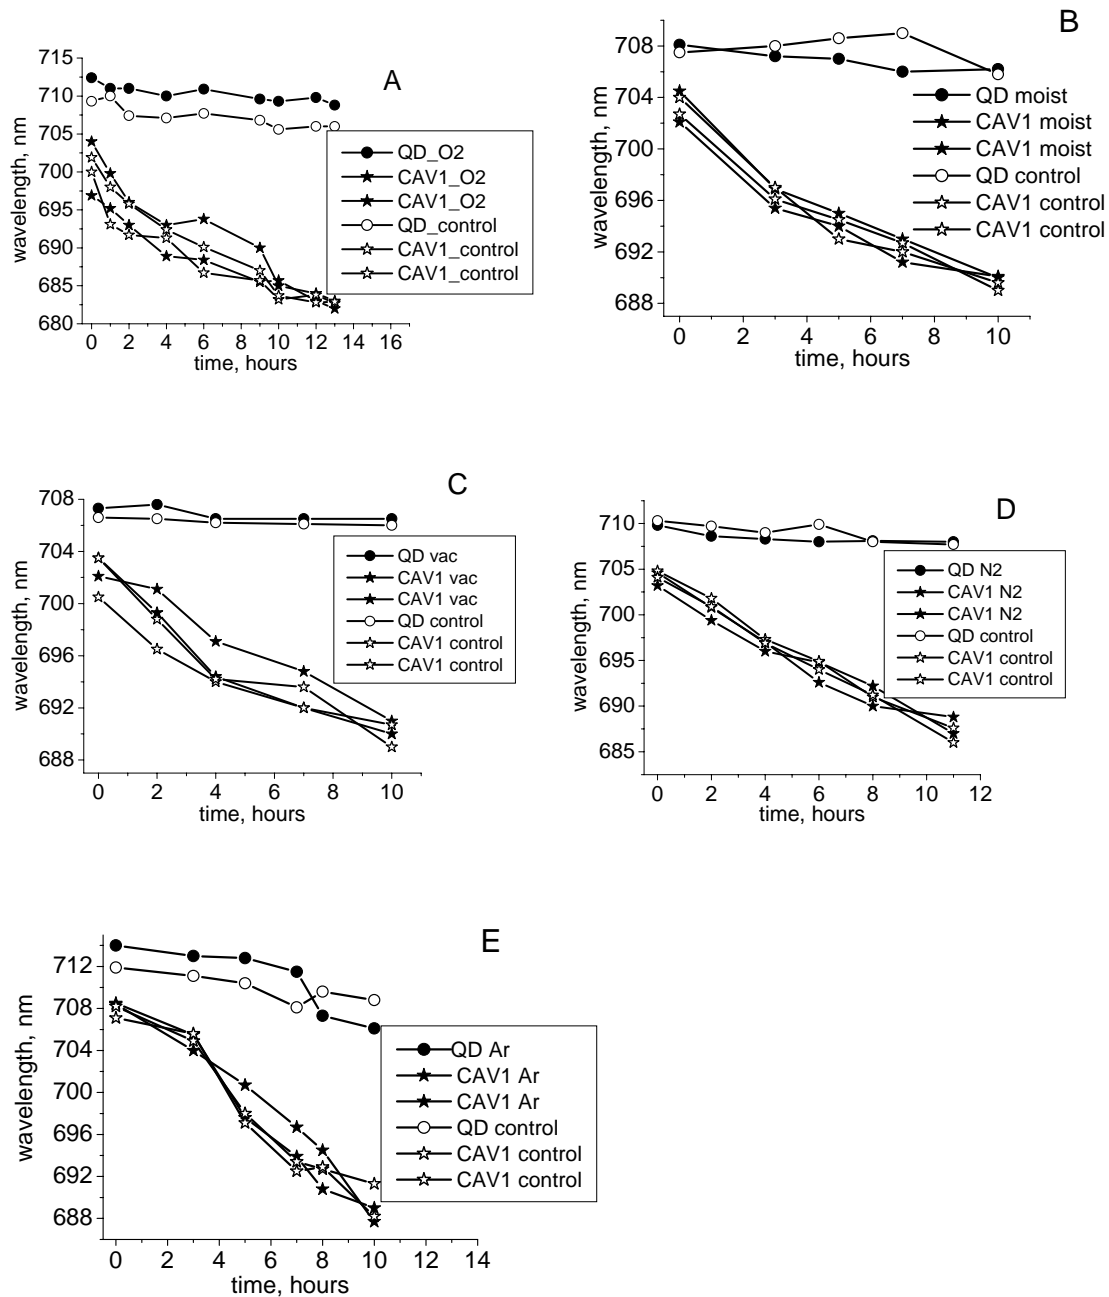 A
715
710
705
700
695
690
685
680
wavelength, nm
0 2 4 6 8 10 12 14 16
time, hours
QD_O2
CAV1_O2
CAV1_O2
QD_control
CAV1_control
CAV1_control
B
708
704
700
696
692
688
wavelength, nm
0 2 4 6 8 10
time, hours
QD moist
CAV1 moist
CAV1 moist
QD control
CAV1 control
CAV1 control
C
708
704
700
696
692
688
wavelength, nm
0 2 4 6 8 10
time, hours
QD vac
CAV1 vac
CAV1 vac
QD control
CAV1 control
CAV1 control
D
710
705
700
695
690
685
wavelength, nm
0 2 4 6 8 10 12
time, hours
QD N2
CAV1 N2
CAV1 N2
QD control
CAV1 control
CAV1 control
E
712
708
704
700
696
692
688
wavelength, nm
0 2 4 6 8 10 12 14
time, hours
QD Ar
CAV1 Ar
CAV1 Ar
QD control
CAV1 control
CAV1 control